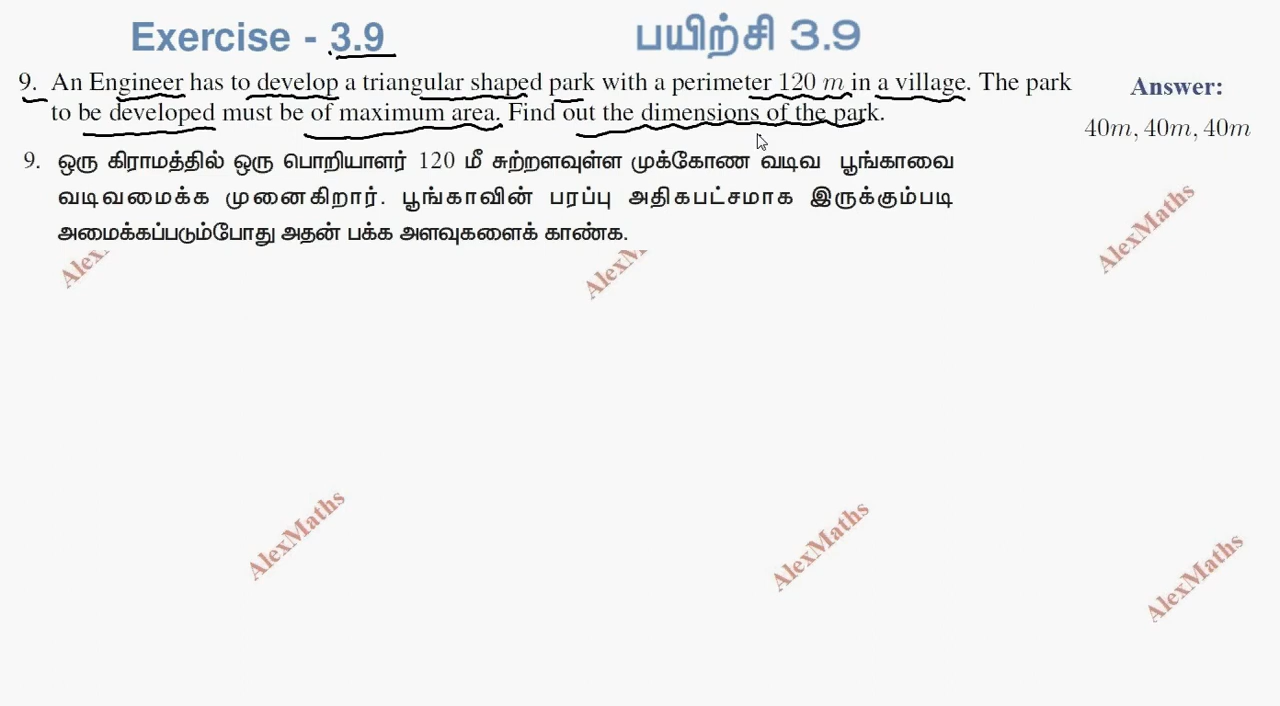 Exercise - 3.9
பயிற்சி 3.9
9. An Engineer has to develop a triangular shaped park with a perimeter 120 m in a village. The park
to be developed must be of maximum area. Find out the dimensions of the park.
Answer:
40m, 40m, 40m
9. ஒரு கிராமத்தில் ஒரு பொறியாளர் 120 மீ சுற்றளவுள்ள முக்கோண வடிவ பூங்காவை
வடிவமைக்க முனைகிறார். பூங்காவின் பரப்பு அதிகபட்சமாக இருக்கும்படி
அமைக்கப்படும்போது அதன் பக்க அளவுகளைக் காண்க.
AlexMaths
AlexM
AlexMaths
AlexMaths
AlexMaths
AlexMaths